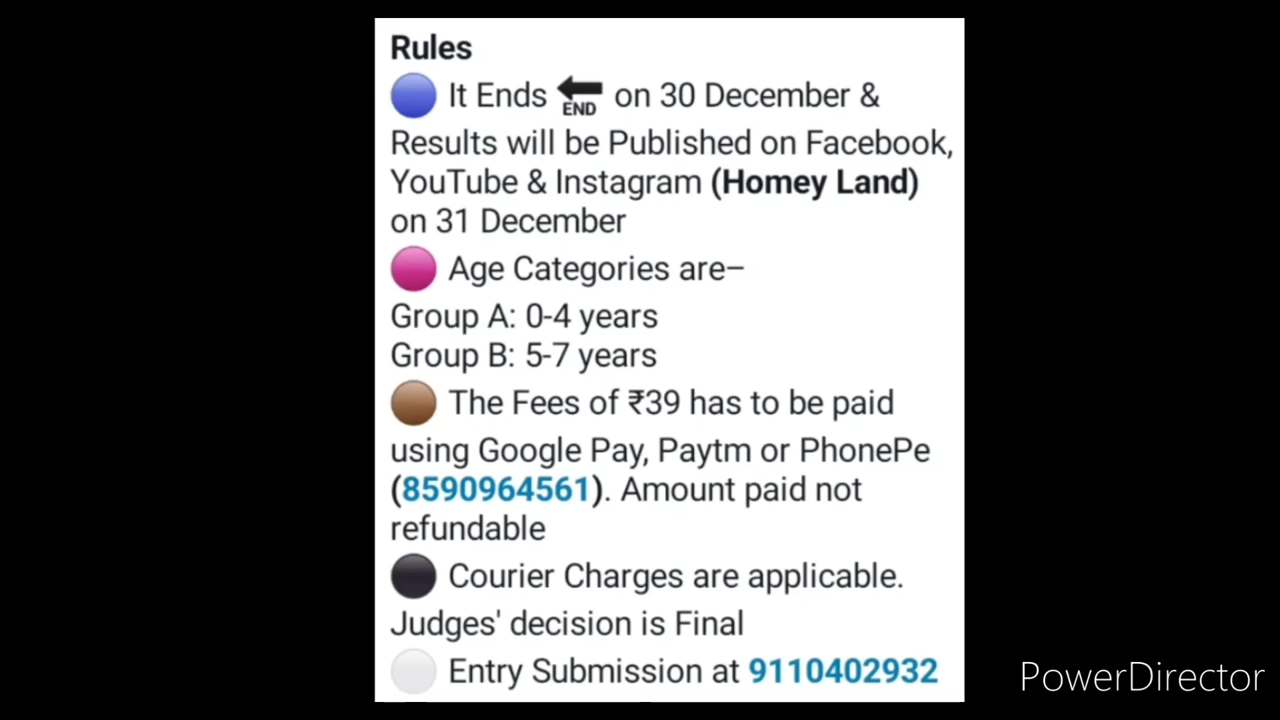 Rules
🔵 It Ends 🔚 on 30 December &
Results will be Published on Facebook,
YouTube & Instagram (Homey Land)
on 31 December
Age Categories are–
Group A: 0-4 years
Group B: 5-7 years
🟤 The Fees of ₹39 has to be paid
using Google Pay, Paytm or PhonePe
(8590964561). Amount paid not
refundable
⚫ Courier Charges are applicable.
Judges' decision is Final
⚪ Entry Submission at 9110402932
PowerDirector